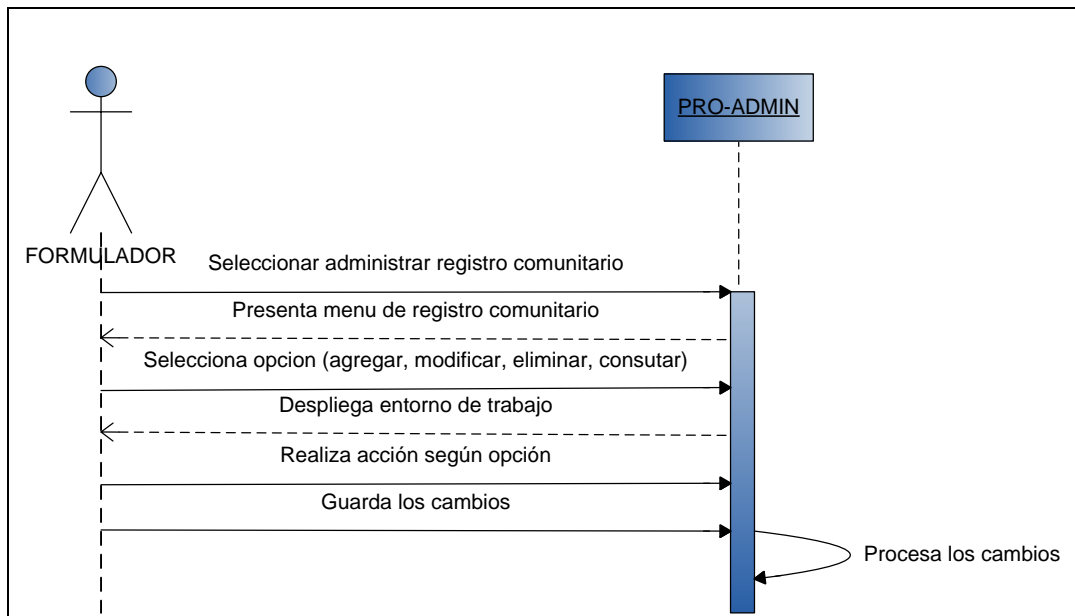 PRO-ADMIN
FORMULADOR
Seleccionar administrar registro comunitario
Presenta menu de registro comunitario
Selecciona opcion (agregar, modificar, eliminar, consutar)
Despliega entorno de trabajo
Realiza acción según opción
Guarda los cambios
Procesa los cambios